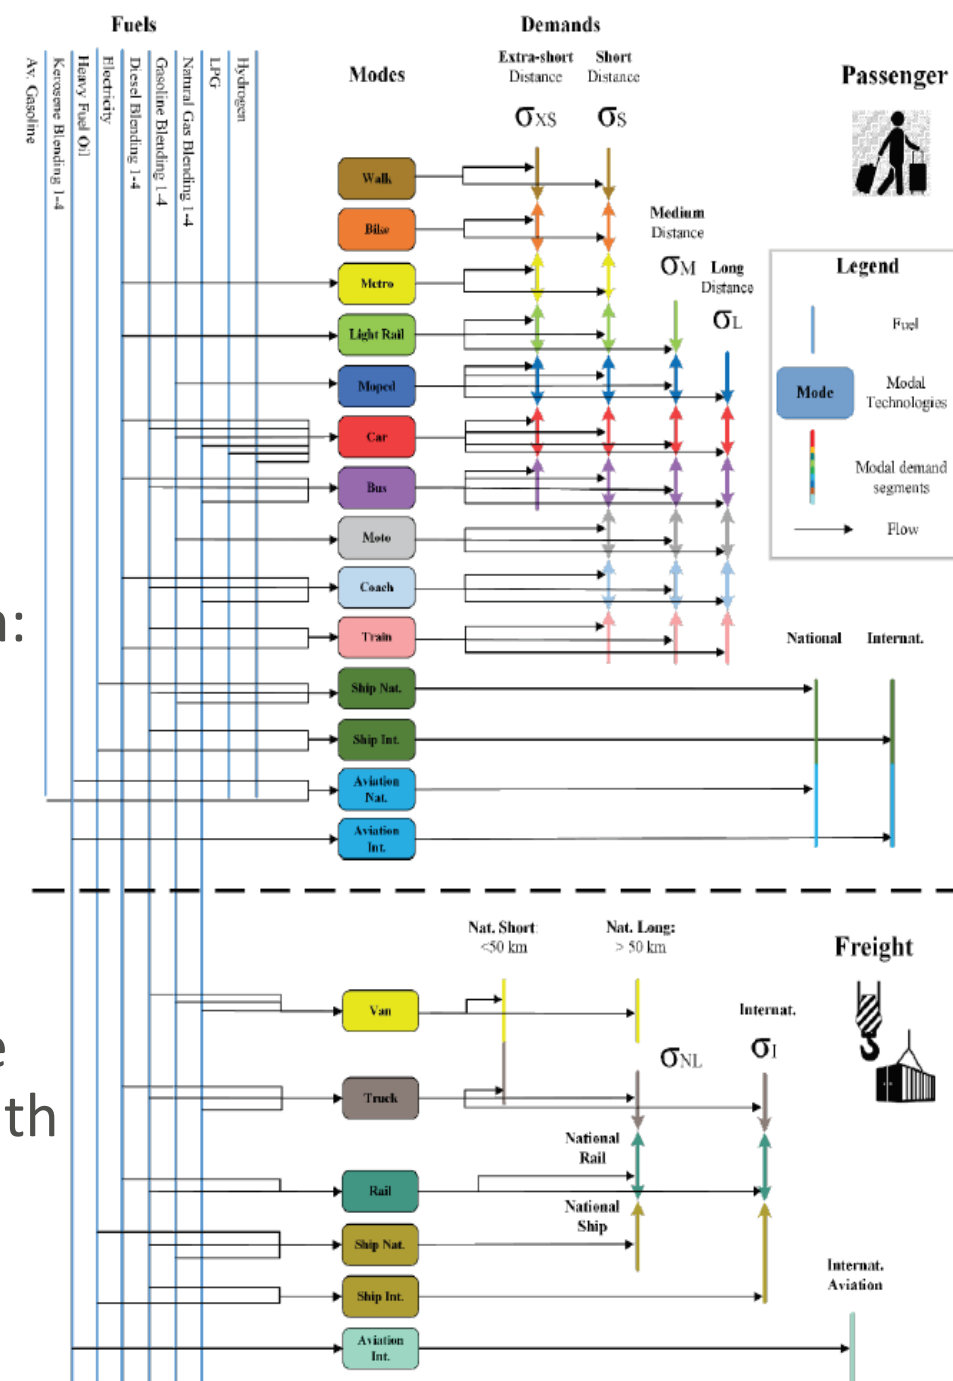 Fuels
Demands
Av. Gasoline
Kerosene Blending 1-4
Heavy Fuel Oil
Electricity
Diesel Blending 1-4
Gasoline Blending 1-4
Natural Gas Blending 1-4
LPG
Hydrogen
Modes
Extra-short
Distance
σXS
Short
Distance
σS
Passenger
Medium
Distance
σM
Long
Distance
σL
Walk
Bike
Metro
Light Rail
Moped
Car
Bus
Moto
Coach
Train
Ship Nat.
Ship Int.
Aviation
Nat.
Aviation
Int.
Legend
Fuel
Mode
Modal
Technologies
Modal demand
segments
Flow
National
Internat.
n:
Nat. Short:
<50 km
Nat. Long:
> 50 km
Freight
Internat.
σNL
σI
Van
Truck
National
Rail
Rail
National
Ship
Ship Nat.
Ship Int.
Internat.
Aviation
Aviation
Int.
e
th